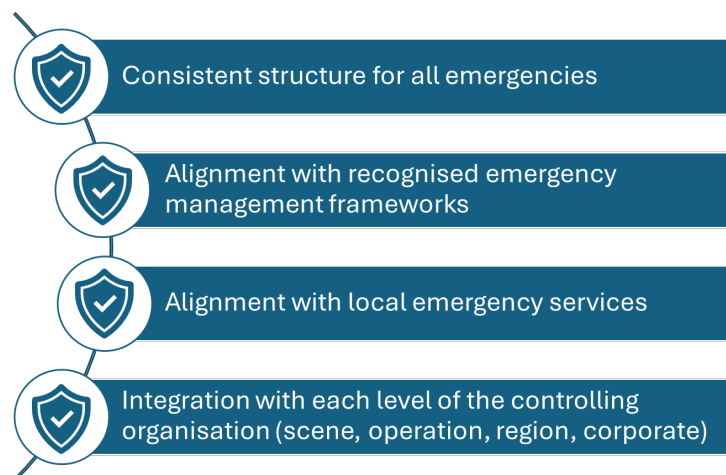 Consistent structure for all emergencies
Alignment with recognised emergency
management frameworks
Alignment with local emergency services
Integration with each level of the controlling
organisation (scene, operation, region, corporate)